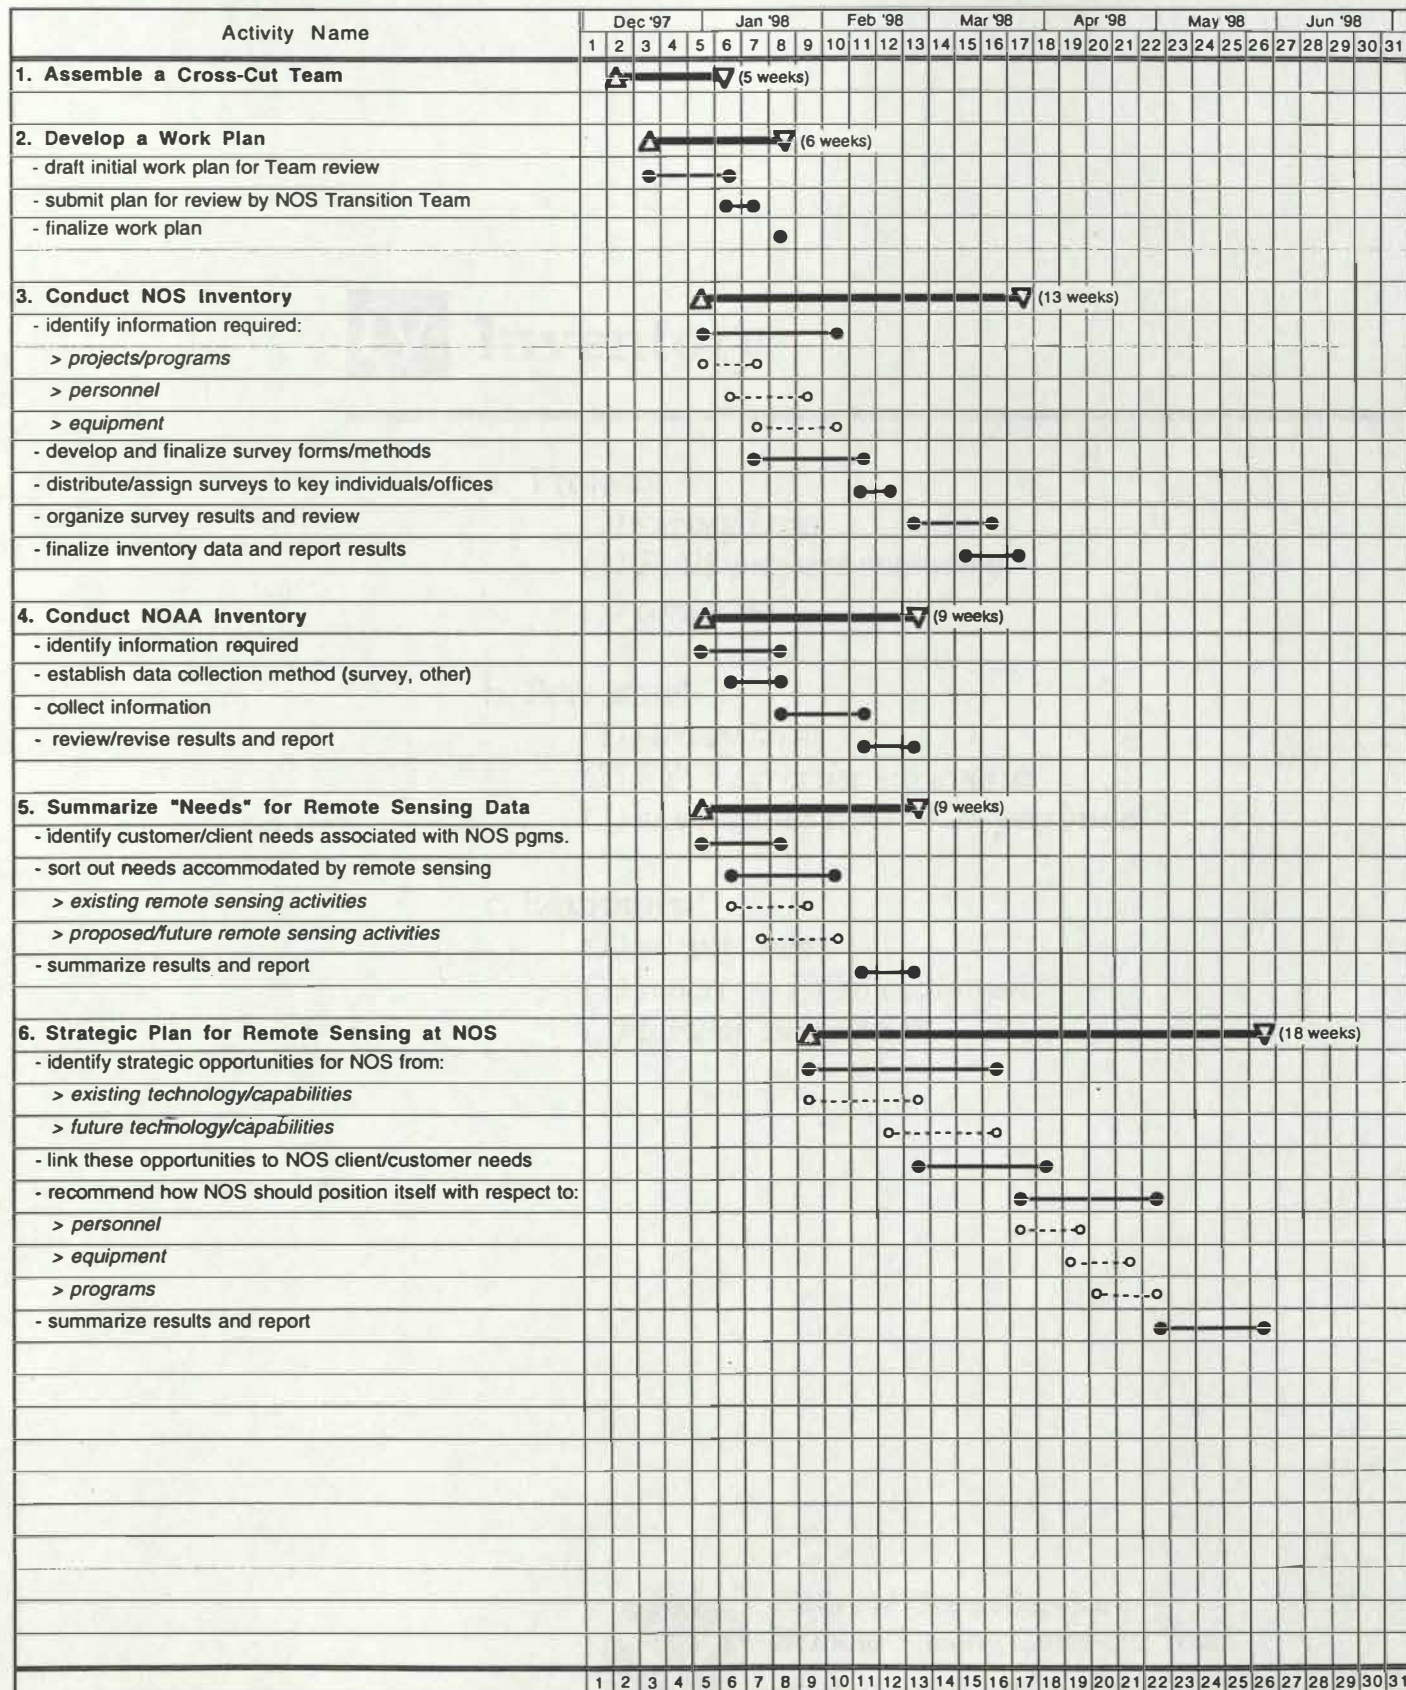 Activity Name
Dec '97 Jan '98 Feb '98 Mar '98 Apr '98 May '98 Jun '98
1 2 3 4 5 6 7 8 9 10 11 12 13 14 15 16 17 18 19 20 21 22 23 24 25 26 27 28 29 30 31
1. Assemble a Cross-Cut Team (5 weeks)
2. Develop a Work Plan (6 weeks)
- draft initial work plan for Team review
- submit plan for review by NOS Transition Team
- finalize work plan
3. Conduct NOS Inventory (13 weeks)
- identify information required:
> projects/programs
> personnel
> equipment
- develop and finalize survey forms/methods
- distribute/assign surveys to key individuals/offices
- organize survey results and review
- finalize inventory data and report results
4. Conduct NOAA Inventory (9 weeks)
- identify information required
- establish data collection method (survey, other)
- collect information
- review/revise results and report
5. Summarize "Needs" for Remote Sensing Data (9 weeks)
- identify customer/client needs associated with NOS pgms.
- sort out needs accommodated by remote sensing
> existing remote sensing activities
> proposed/future remote sensing activities
- summarize results and report
6. Strategic Plan for Remote Sensing at NOS (18 weeks)
- identify strategic opportunities for NOS from:
> existing technology/capabilities
> future technology/capabilities
- link these opportunities to NOS client/customer needs
- recommend how NOS should position itself with respect to:
> personnel
> equipment
> programs
- summarize results and report
1 2 3 4 5 6 7 8 9 10 11 12 13 14 15 16 17 18 19 20 21 22 23 24 25 26 27 28 29 30 31